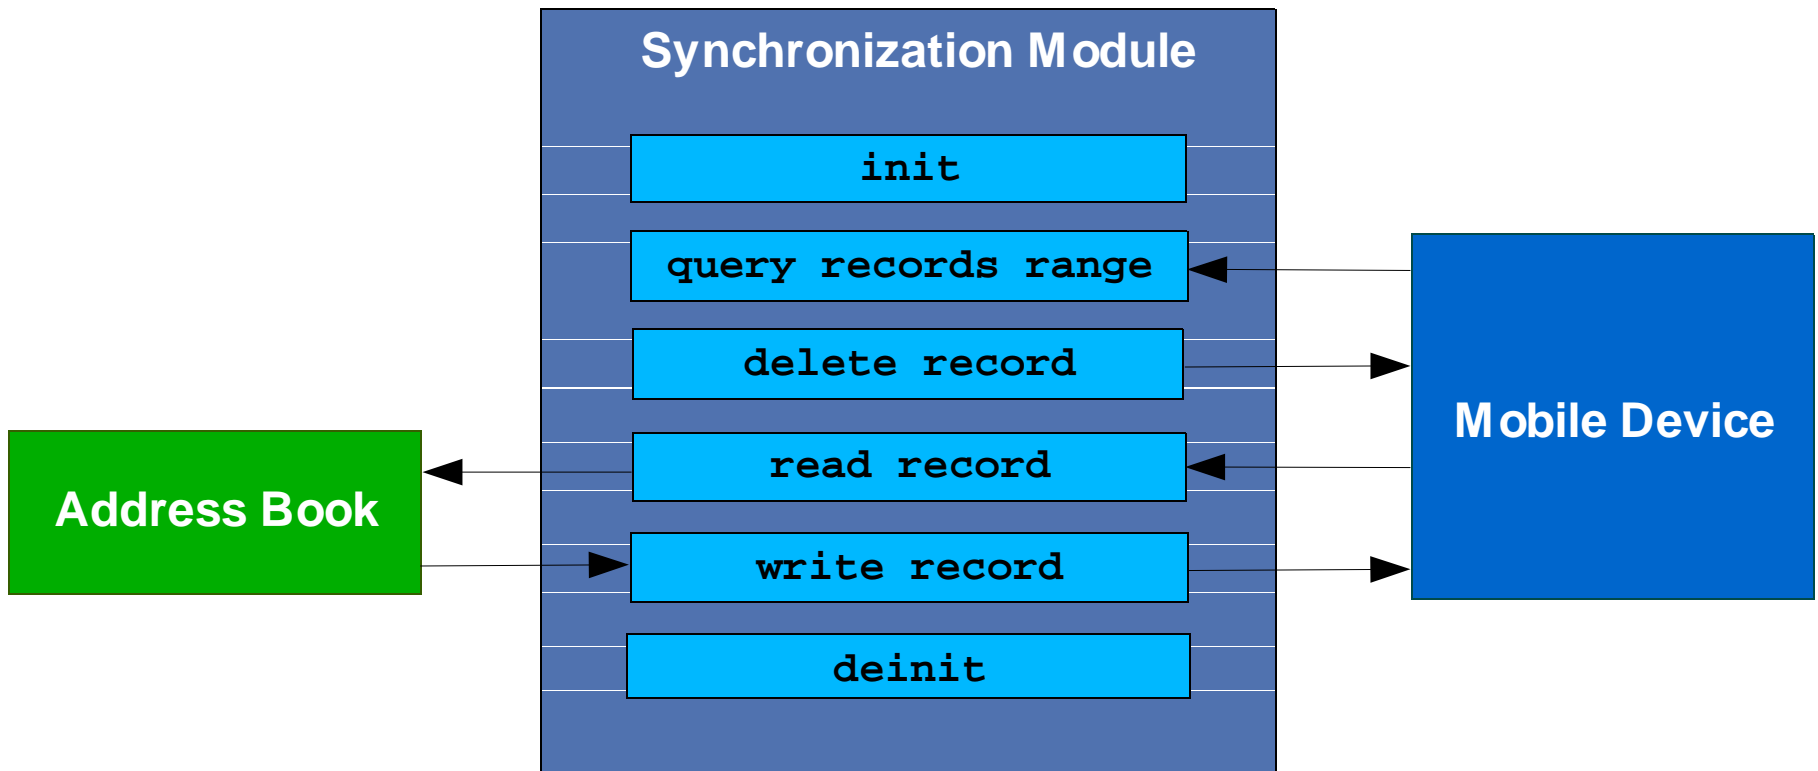 Synchronization Module
init
query records range
delete record
read record
write record
deinit
Address Book
Mobile Device